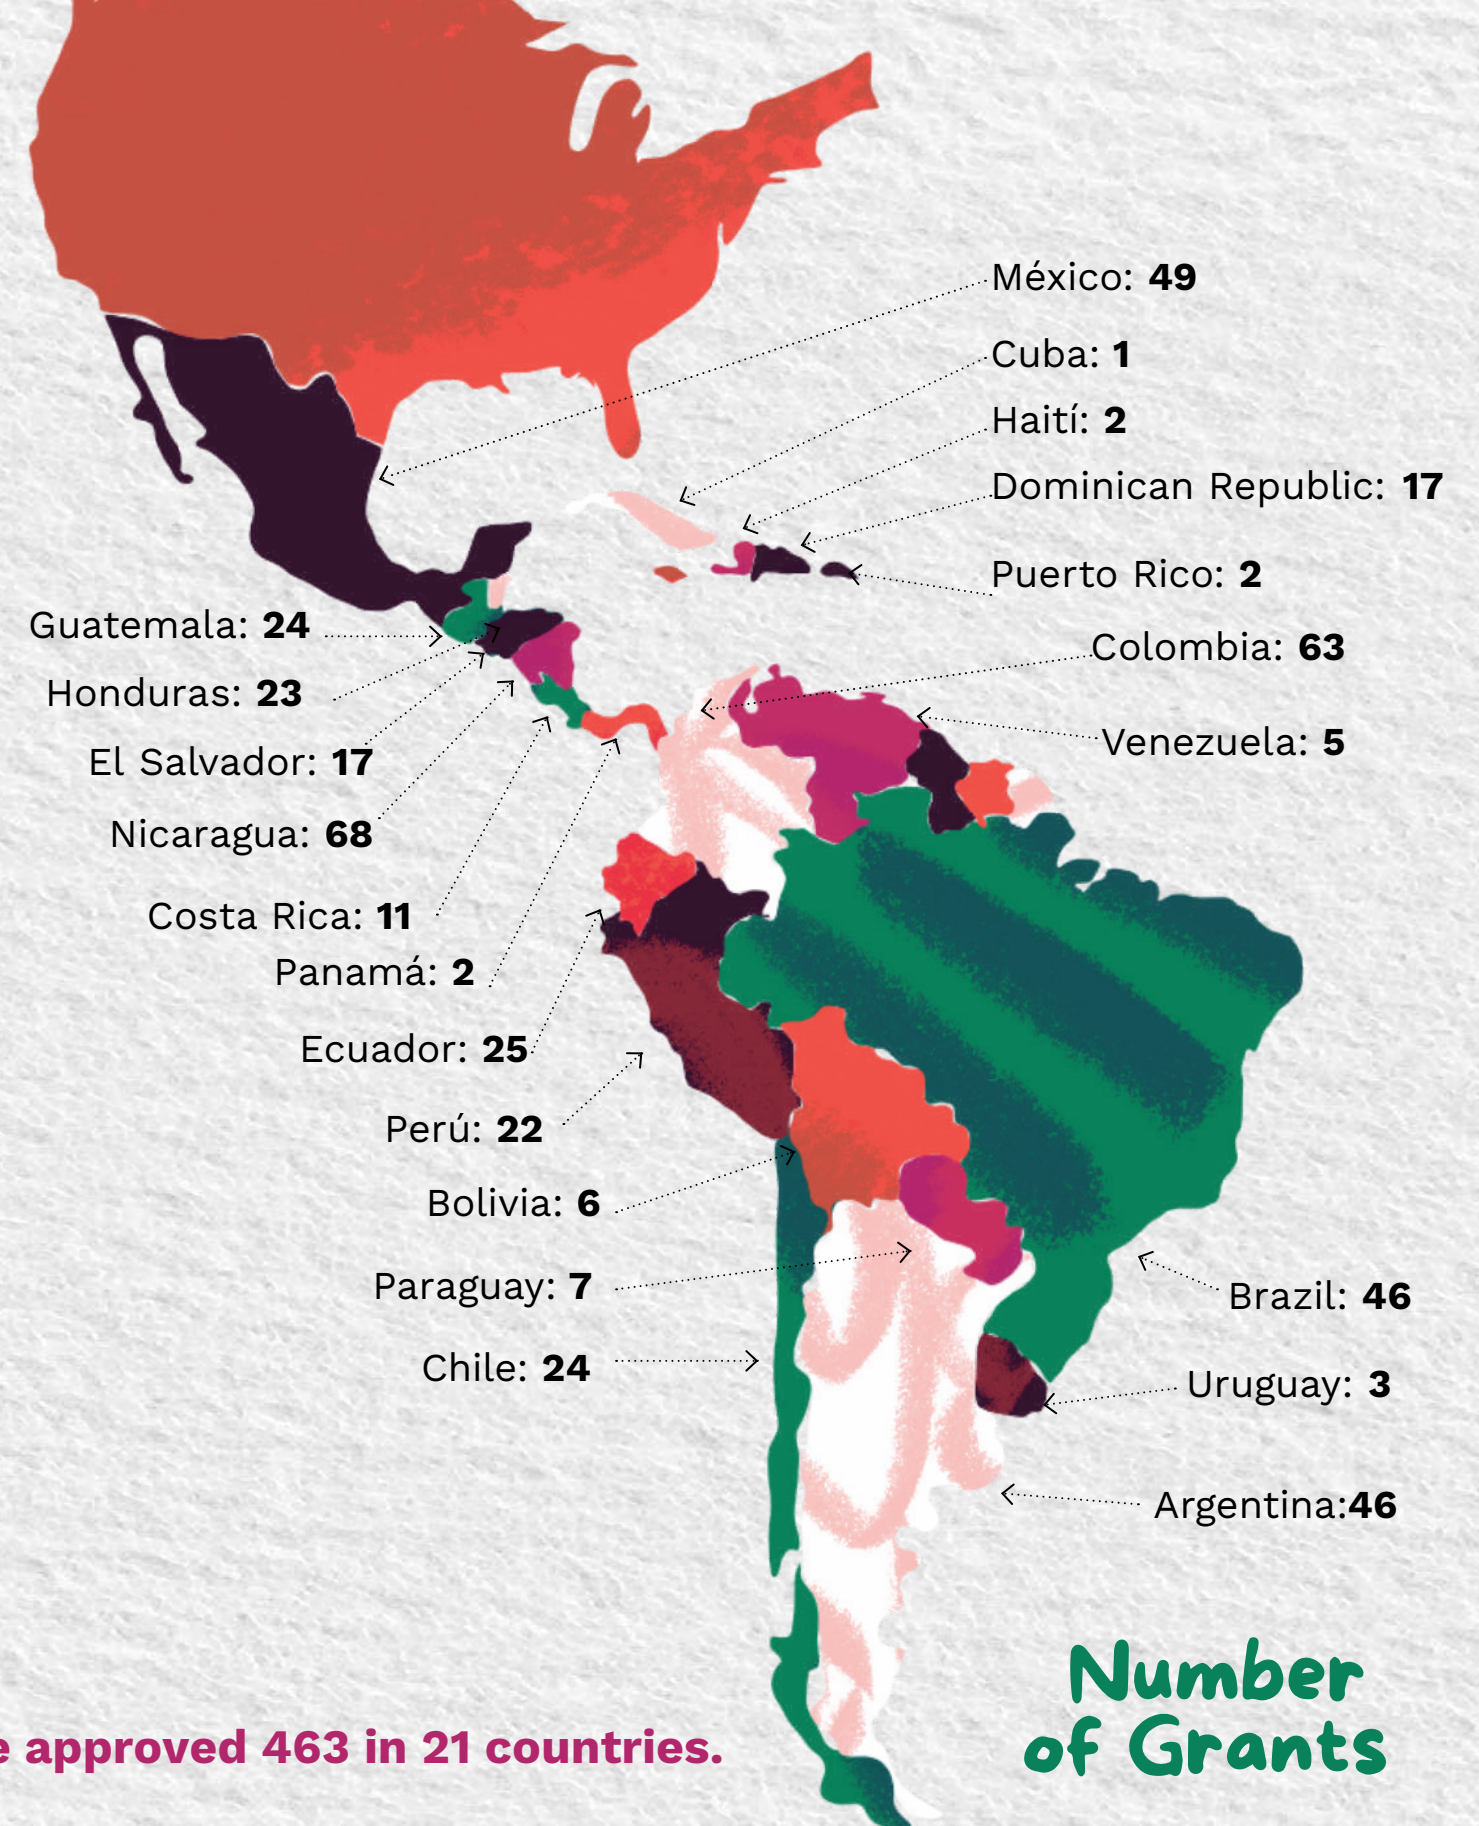 México: 49
Cuba: 1
Haití: 2
Dominican Republic: 17
Puerto Rico: 2
Guatemala: 24
Colombia: 63
Honduras: 23
Venezuela: 5
El Salvador: 17
Nicaragua: 68
Costa Rica: 11
Panamá: 2
Ecuador: 25
Perú: 22
Bolivia: 6
Paraguay: 7
Brazil: 46
Chile: 24
Uruguay: 3
Argentina:46
Number
of Grants
approved 463 in 21 countries.